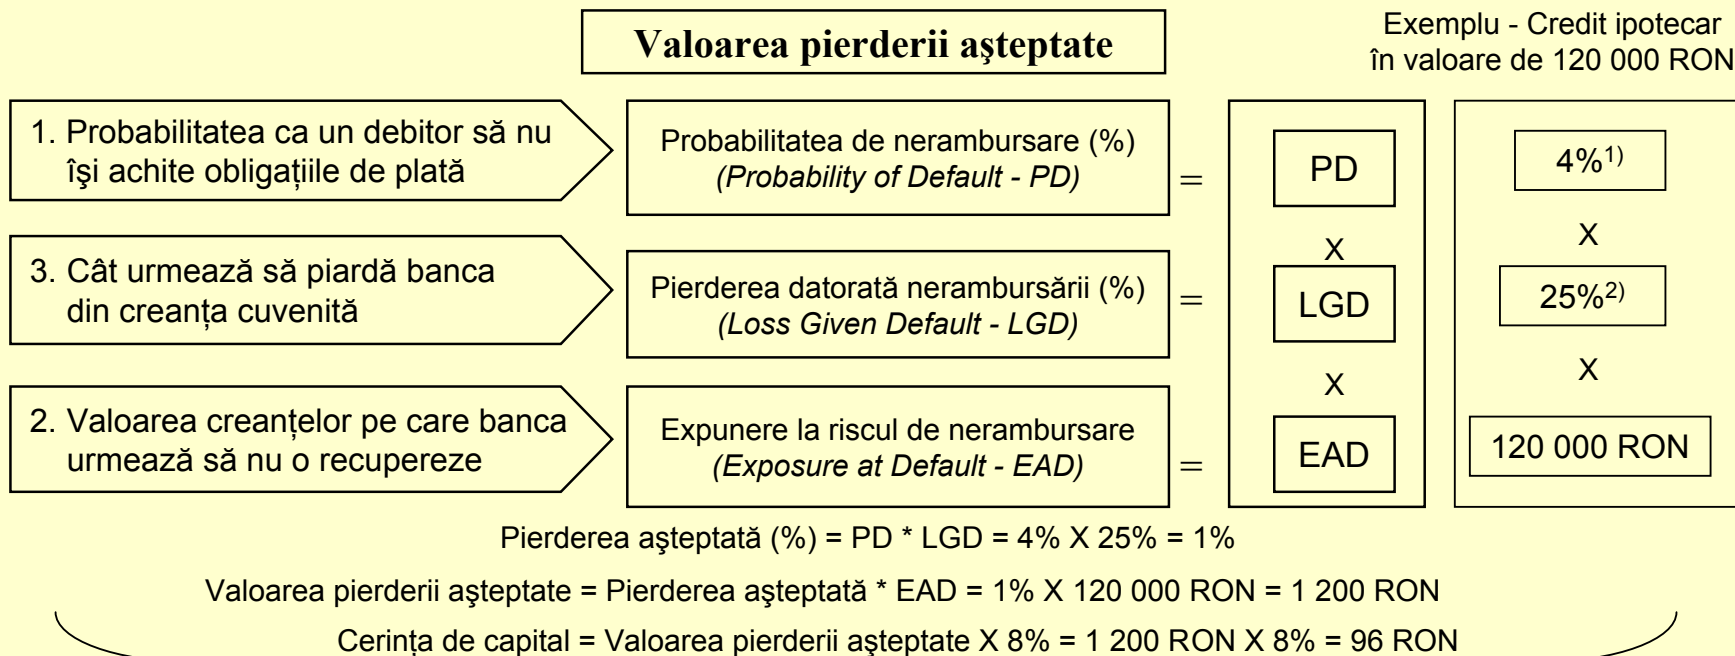 Valoarea pierderii aşteptate
Exemplu - Credit ipotecar
în valoare de 120 000 RON
1. Probabilitatea ca un debitor să nu
îşi achite obligaţiile de plată
Probabilitatea de nerambursare (%)
(Probability of Default - PD)
=
PD
4%1)
X
X
3. Cât urmează să piardă banca
din creanţa cuvenită
Pierderea datorată nerambursării (%)
(Loss Given Default - LGD)
=
LGD
25%2)
X
X
2. Valoarea creanţelor pe care banca
urmează să nu o recupereze
Expunere la riscul de nerambursare
(Exposure at Default - EAD)
=
EAD
120 000 RON
Pierderea aşteptată (%) = PD * LGD = 4% X 25% = 1%
Valoarea pierderii aşteptate = Pierderea aşteptată * EAD = 1% X 120 000 RON = 1 200 RON
Cerinţa de capital = Valoarea pierderii aşteptate X 8% = 1 200 RON X 8% = 96 RON